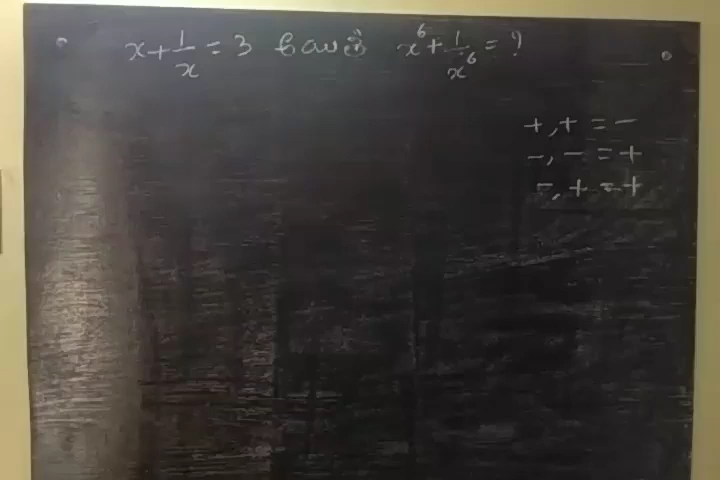 x + 1/x = 3 x⁶ + 1/x⁶ = ?
+, + = -
-, - = +
-, + = +